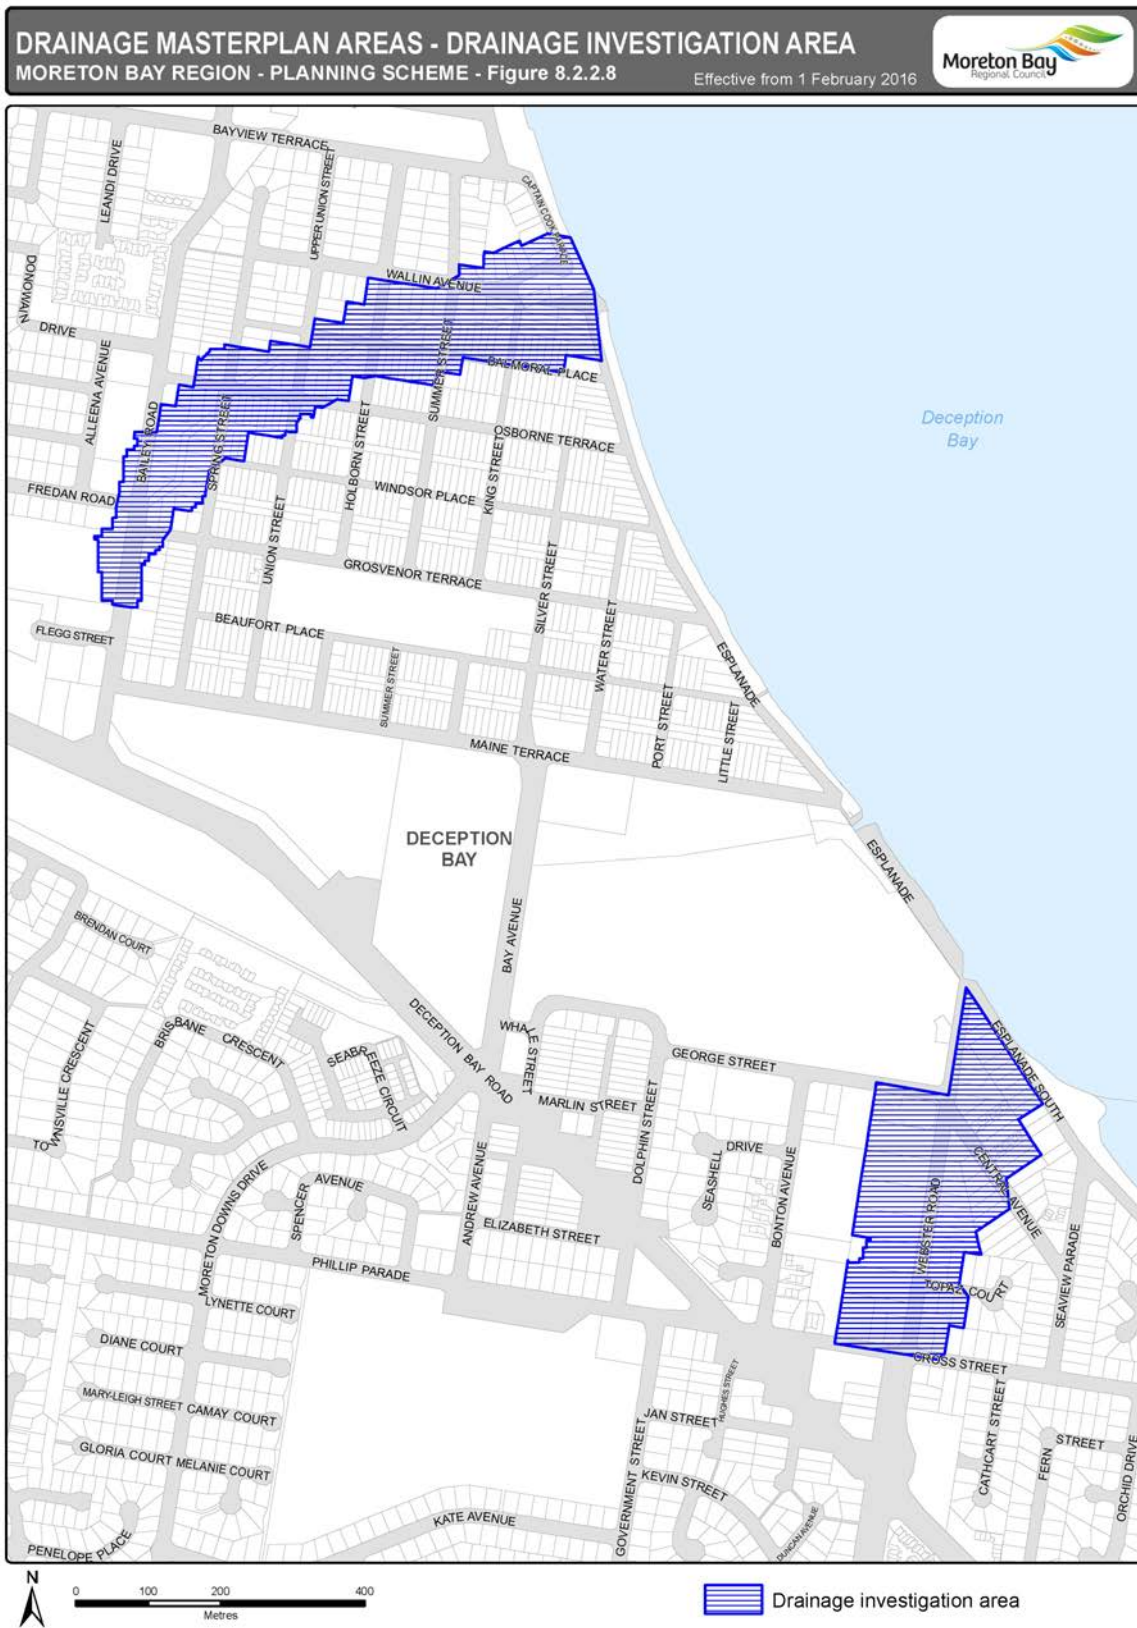 DRAINAGE MASTERPLAN AREAS - DRAINAGE INVESTIGATION AREA
MORETON BAY REGION - PLANNING SCHEME - Figure 8.2.2.8
Effective from 1 February 2016
Moreton Bay
Regional Council
BAYVIEW TERRACE
LEANDI DRIVE
UPPER UNION STREET
CAPTAIN COOK PARADE
DONOWAIN
DRIVE
WALLIN AVENUE
ALLEENA AVENUE
SUMMER STREET
BALMORAL PLACE
BAILEY ROAD
SPRING STREET
Deception
Bay
OSBORNE TERRACE
HOLBORN STREET
KING STREET
FREDAN ROAD
WINDSOR PLACE
UNION STREET
GROSVENOR TERRACE
SILVER STREET
WATER STREET
BEAUFORT PLACE
FLEGG STREET
SUMMER STREET
ESPLANADE
PORT STREET
LITTLE STREET
MAINE TERRACE
DECEPTION
BAY
ESPLANADE
BRENDAN COURT
BAY AVENUE
DECEPTION BAY ROAD
WHALE STREET
BRISBANE CRESCENT
SEABREEZE CIRCUIT
TOWNSVILLE CRESCENT
GEORGE STREET
ESPLANADE SOUTH
MARLIN STREET
DOLPHIN STREET
SEASHELL
DRIVE
BONTON AVENUE
CENTRAL AVENUE
WEBSTER ROAD
MORETON DOWNS DRIVE
SPENCER
AVENUE
ANDREW AVENUE
ELIZABETH STREET
PHILLIP PARADE
TOPAZ COURT
SEAVIEW PARADE
LYNETTE COURT
DIANE COURT
CROSS STREET
MARY-LEIGH STREET
CAMAY COURT
HUGHES STREET
JAN STREET
CATHCART STREET
FERN
STREET
ORCHID DRIVE
GLORIA COURT
MELANIE COURT
GOVERNMENT STREET
KEVIN STREET
KATE AVENUE
DUNCAN AVENUE
PENELOPE PLACE
N
0 100 200 400
Metres
Drainage investigation area